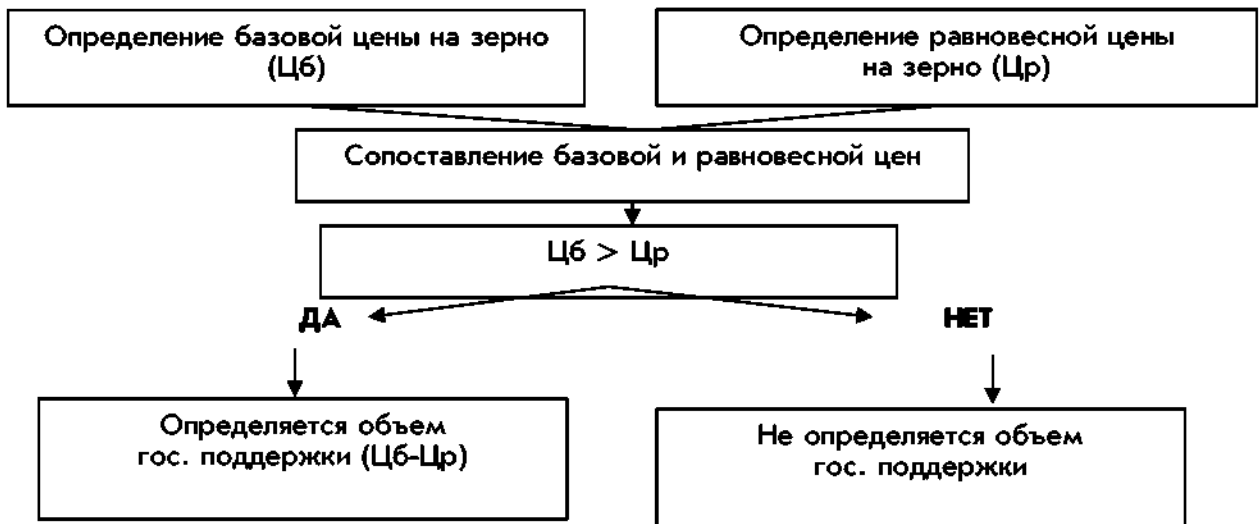 Определение базовой цены на зерно
(Цб)
Определение равновесной цены
на зерно (Цр)
Сопоставление базовой и равновесной цен
Цб > Цр
ДА
НЕТ
Определяется объем
гос. поддержки (Цб-Цр)
Не определяется объем
гос. поддержки